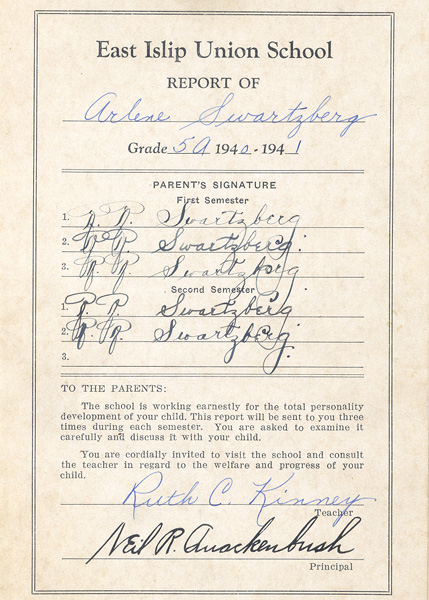 East Islip Union School
REPORT OF
Arlene Swartzberg
Grade 5A 1940-1941
PARENT'S SIGNATURE
First Semester
1. Swartzberg
2. Swartzberg.
3. Swartzberg
Second Semester
1. Swartzberg
2. Swartzberg.
3.
TO THE PARENTS:
The school is working earnestly for the total personality
development of your child. This report will be sent to you three
times during each semester. You are asked to examine it
carefully and discuss it with your child.
You are cordially invited to visit the school and consult
the teacher in regard to the welfare and progress of your
child.
Ruth C. Kinney
Teacher
Neil R. Quackenbush
Principal